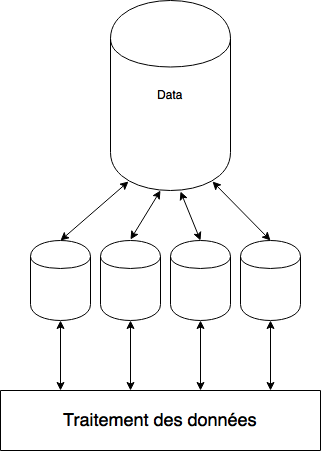 Data
Traitement des données